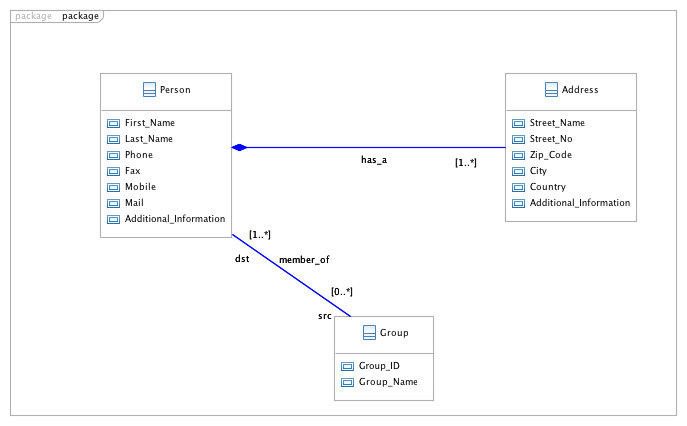 package package
Person
First_Name
Last_Name
Phone
Fax
Mobile
Mail
Additional_Information
Address
Street_Name
Street_No
Zip_Code
City
Country
Additional_Information
has_a
[1..*]
[1..*]
dst
member_of
[0..*]
src
Group
Group_ID
Group_Name